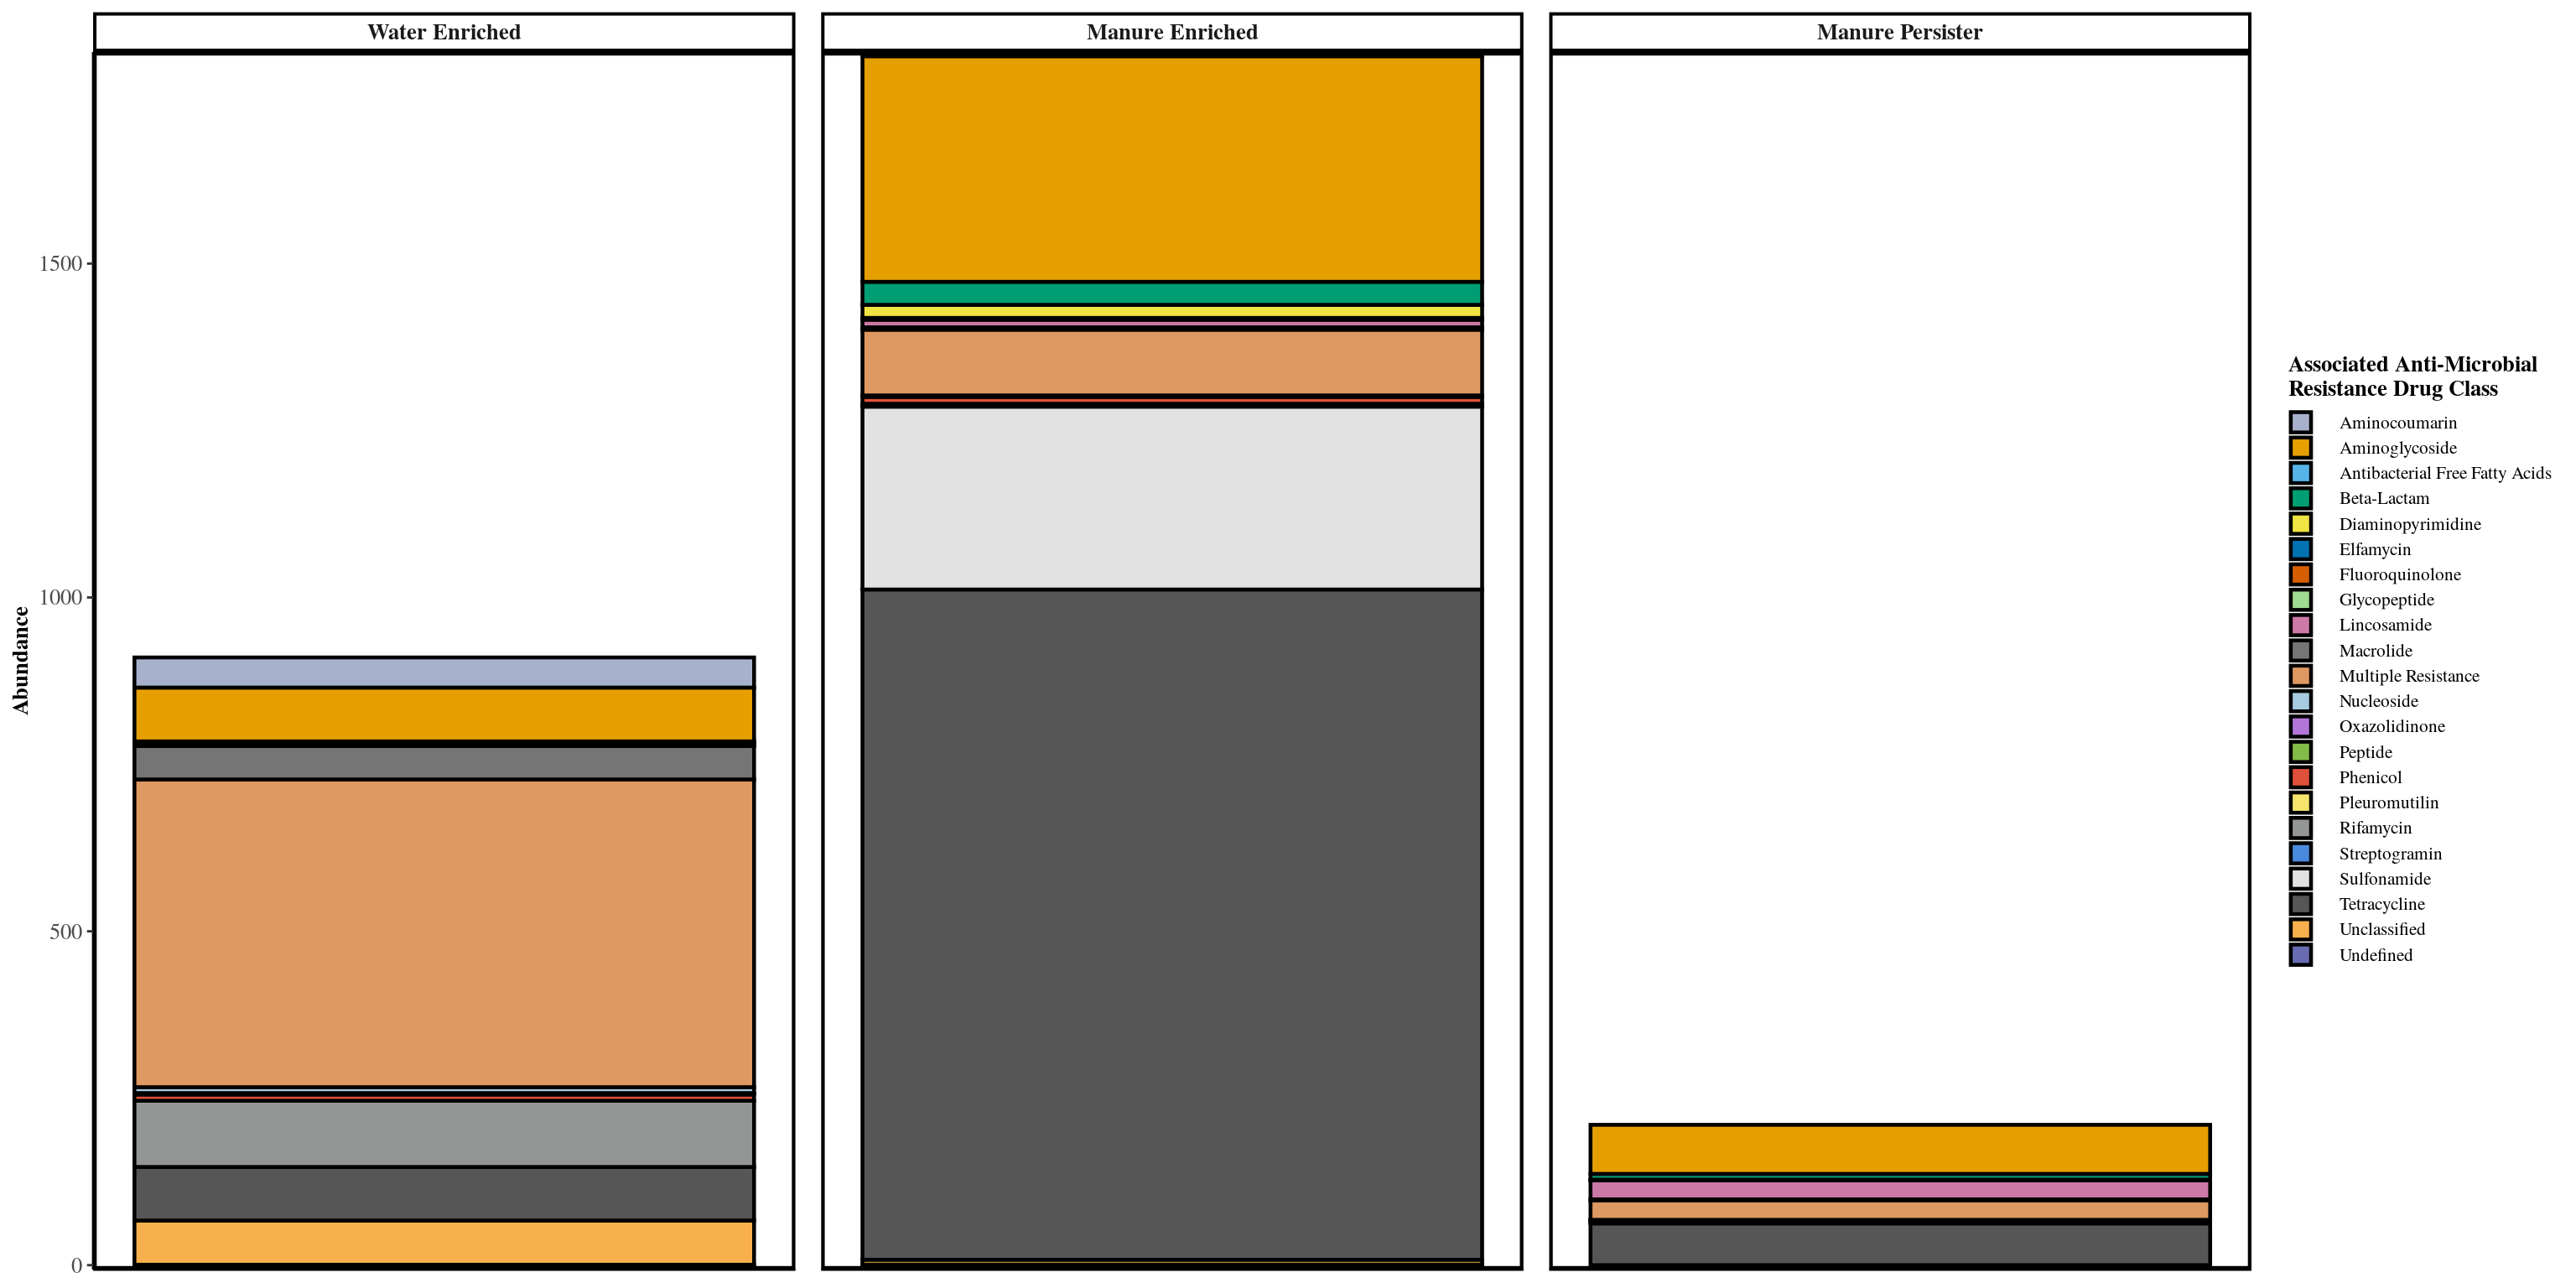 Water Enriched
Manure Enriched
Manure Persister
1500
1000
500
0
Abundance
Associated Anti-Microbial
Resistance Drug Class
Aminocoumarin
Aminoglycoside
Antibacterial Free Fatty Acids
Beta-Lactam
Diaminopyrimidine
Elfamycin
Fluoroquinolone
Glycopeptide
Lincosamide
Macrolide
Multiple Resistance
Nucleoside
Oxazolidinone
Peptide
Phenicol
Pleuromutilin
Rifamycin
Streptogramin
Sulfonamide
Tetracycline
Unclassified
Undefined